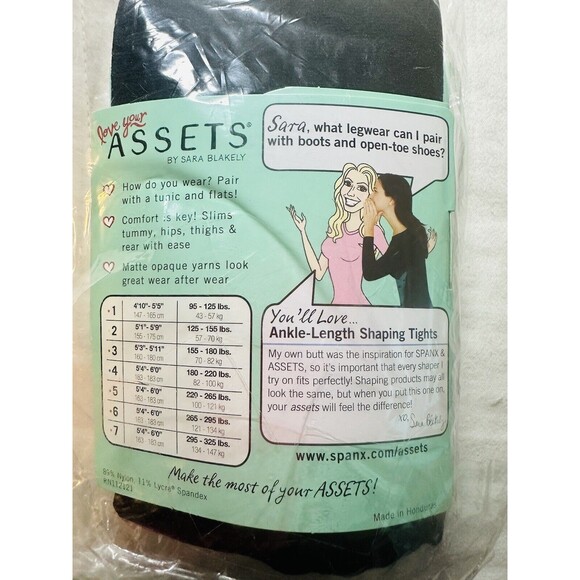 love your
ASSETS®
BY SARA BLAKELY
How do you wear? Pair
with a tunic and flats!
Comfort is key! Slims
tummy, hips, thighs &
rear with ease
Matte opaque yarns look
great wear after wear
1 4'10"- 5'5" 95 - 125 lbs.
147 - 165 cm 43 - 57 kg
2 5'1"- 5'9" 125 - 155 lbs.
155 - 175 cm 57 - 70 kg
3 5'3"- 5'11" 155 - 180 lbs.
160 - 180 cm 70 - 82 kg
4 5'4"- 6'0" 180 - 220 lbs.
163 - 183 cm 82 - 100 kg
5 5'4"- 6'0" 220 - 265 lbs.
163 - 183 cm 100 - 121 kg
6 5'4"- 6'0" 265 - 295 lbs.
163 - 183 cm 121 - 134 kg
7 5'4"- 6'0" 295 - 325 lbs.
163 - 183 cm 134 - 147 kg
Sara, what legwear can I pair
with boots and open-toe shoes?
You'll Love...
Ankle-Length Shaping Tights
My own butt was the inspiration for SPANX &
ASSETS, so it's important that every shaper I
try on fits perfectly! Shaping products may all
look the same, but when you put this one on,
your assets will feel the difference!
xo, Sara Blakely
www.spanx.com/assets
Make the most of your ASSETS!
89% Nylon, 11% Lycra® Spandex
Made in Honduras